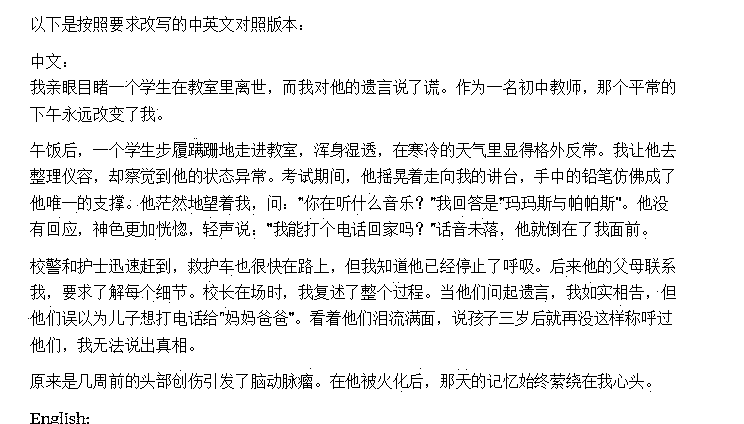 以下是按照要求改写的中英文对照版本：
中文：
我亲眼目睹一个学生在教室里离世，而我对他的遗言说了谎。作为一名初中教师，那个平常的
下午永远改变了我。
午饭后，一个学生步履蹒跚地走进教室，浑身湿透，在寒冷的天气里显得格外反常。我让他去
整理仪容，却察觉到他的状态异常。考试期间，他摇晃着走向我的讲台，手中的铅笔仿佛成了
他唯一的支撑。他茫然地望着我，问："你在听什么音乐？"我回答是"玛玛斯与帕帕斯"。他没
有回应，神色更加恍惚，轻声说："我能打个电话回家吗？"话音未落，他就倒在了我面前。
校警和护士迅速赶到，救护车也很快在路上，但我知道他已经停止了呼吸。后来他的父母联系
我，要求了解每个细节。校长在场时，我复述了整个过程。当他们问起遗言，我如实相告，但
他们误以为儿子想打电话给"妈妈爸爸"。看着他们泪流满面，说孩子三岁后就再没这样称呼过
他们，我无法说出真相。
原来是几周前的头部创伤引发了脑动脉瘤。在他被火化后，那天的记忆始终萦绕在我心头。
English: